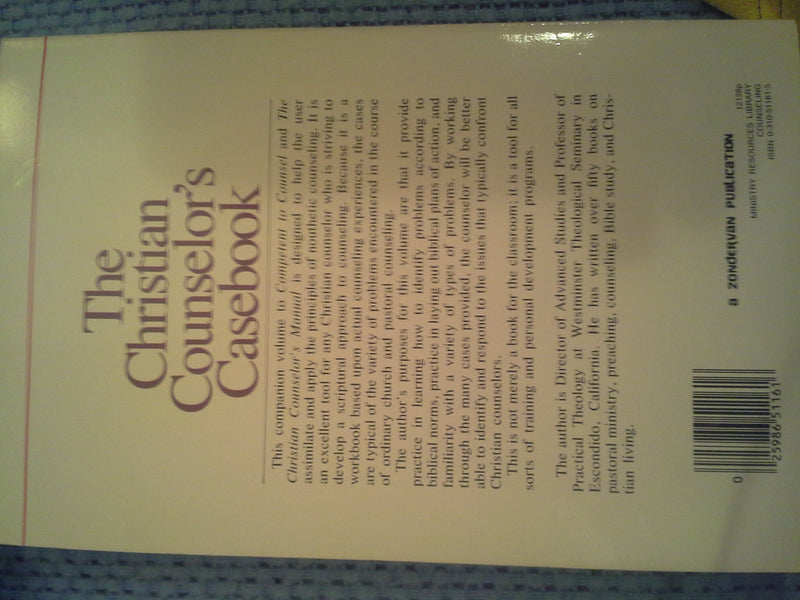 The
Christian
Counselor's
Casebook
This companion volume to Competent to Counsel and The
Christian Counselor's Manual is designed to help the user
assimilate and apply the principles of nouthetic counseling. It is
an excellent tool for any Christian counselor who is striving to
develop a scriptural approach to counseling. Because it is a
workbook based upon actual counseling experiences, the cases
are typical of the variety of problems encountered in the course
of ordinary church and pastoral counseling.
The author's purposes for this volume are that it provide
practice in learning how to identify problems according to
biblical norms, practice in laying out biblical plans of action, and
familiarity with a variety of types of problems. By working
through the many cases provided, the counselor will be better
able to identify and respond to the issues that typically confront
Christian counselors.
This is not merely a book for the classroom; it is a tool for all
sorts of training and personal development programs.
The author is Director of Advanced Studies and Professor of
Practical Theology at Westminster Theological Seminary in
Escondido, California. He has written over fifty books on
pastoral ministry, preaching, counseling, Bible study, and Chris-
tian living.
a ZONDERVAN PUBLICATION
12128p
MINISTRY RESOURCES LIBRARY
COUNSELING
ISBN 0-310-51161-5
0 25986 51161